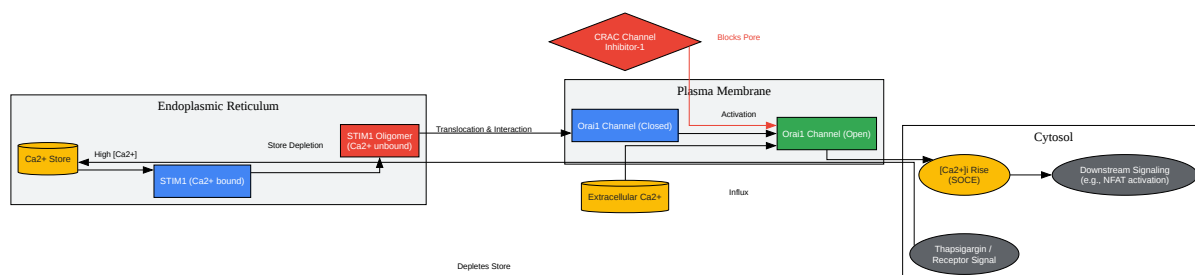 CRAC Channel
Inhibitor-1
Blocks Pore
Endoplasmic Reticulum
Plasma Membrane
STIM1 Oligomer
(Ca2+ unbound)
Translocation & Interaction
Orai1 Channel (Closed)
Activation
Orai1 Channel (Open)
Cytosol
Ca2+ Store
High [Ca2+]
Store Depletion
STIM1 (Ca2+ bound)
Extracellular Ca2+
Influx
[Ca2+]i Rise
(SOCE)
Downstream Signaling
(e.g., NFAT activation)
Thapsigargin /
Receptor Signal
Depletes Store